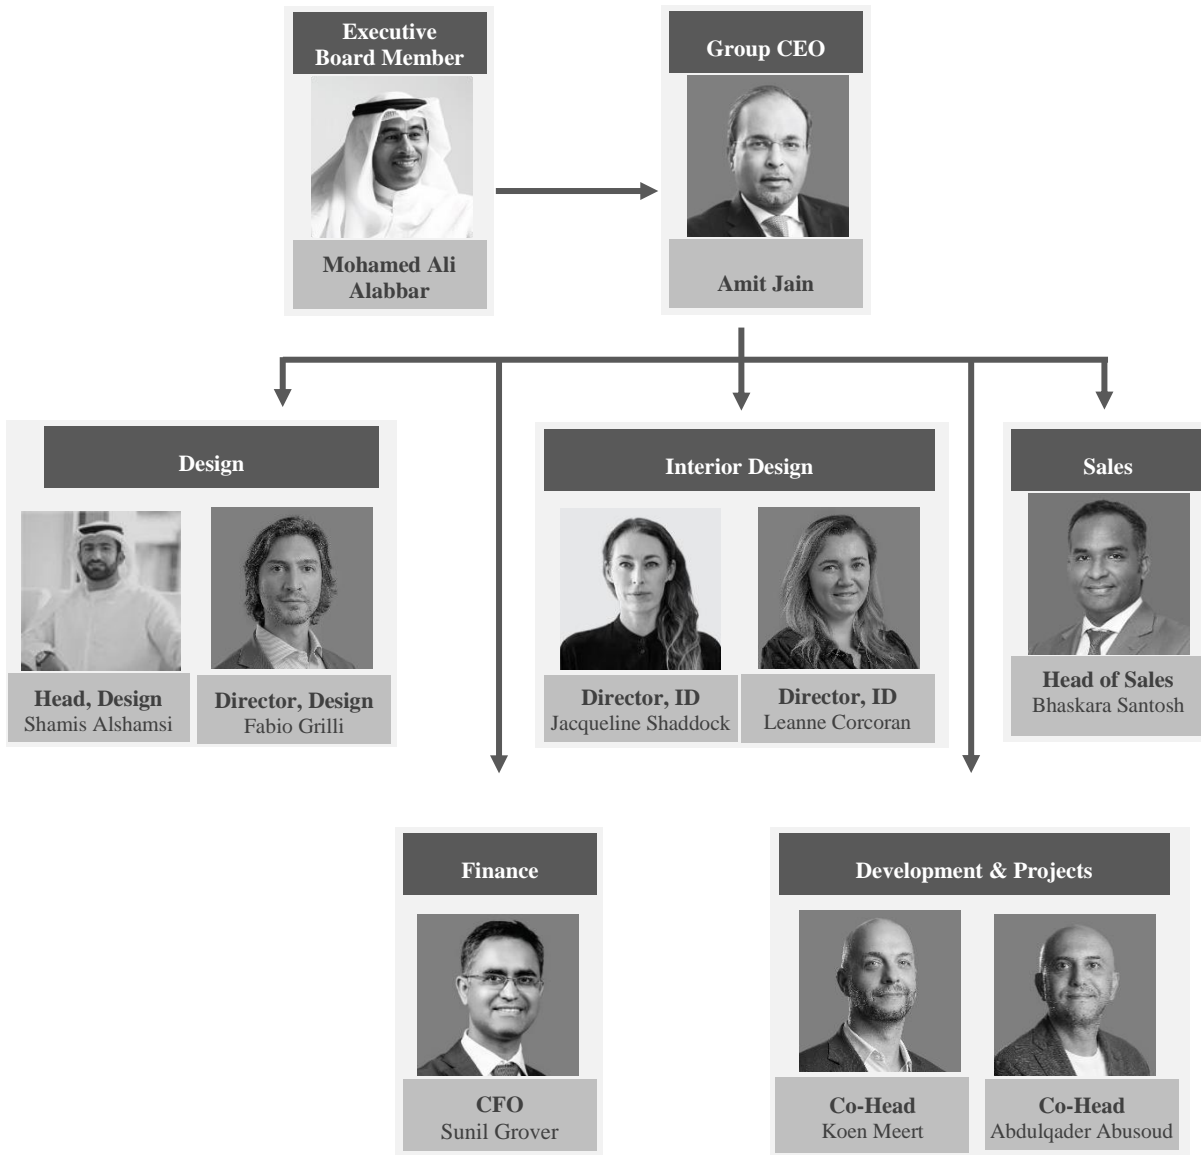 Executive
Board Member
Mohamed Ali
Alabbar
Group CEO
Amit Jain
Design
Head, Design
Shamis Alshamsi
Director, Design
Fabio Grilli
Interior Design
Director, ID
Jacqueline Shaddock
Director, ID
Leanne Corcoran
Sales
Head of Sales
Bhaskara Santosh
Finance
CFO
Sunil Grover
Development & Projects
Co-Head
Koen Meert
Co-Head
Abdulqader Abusoud